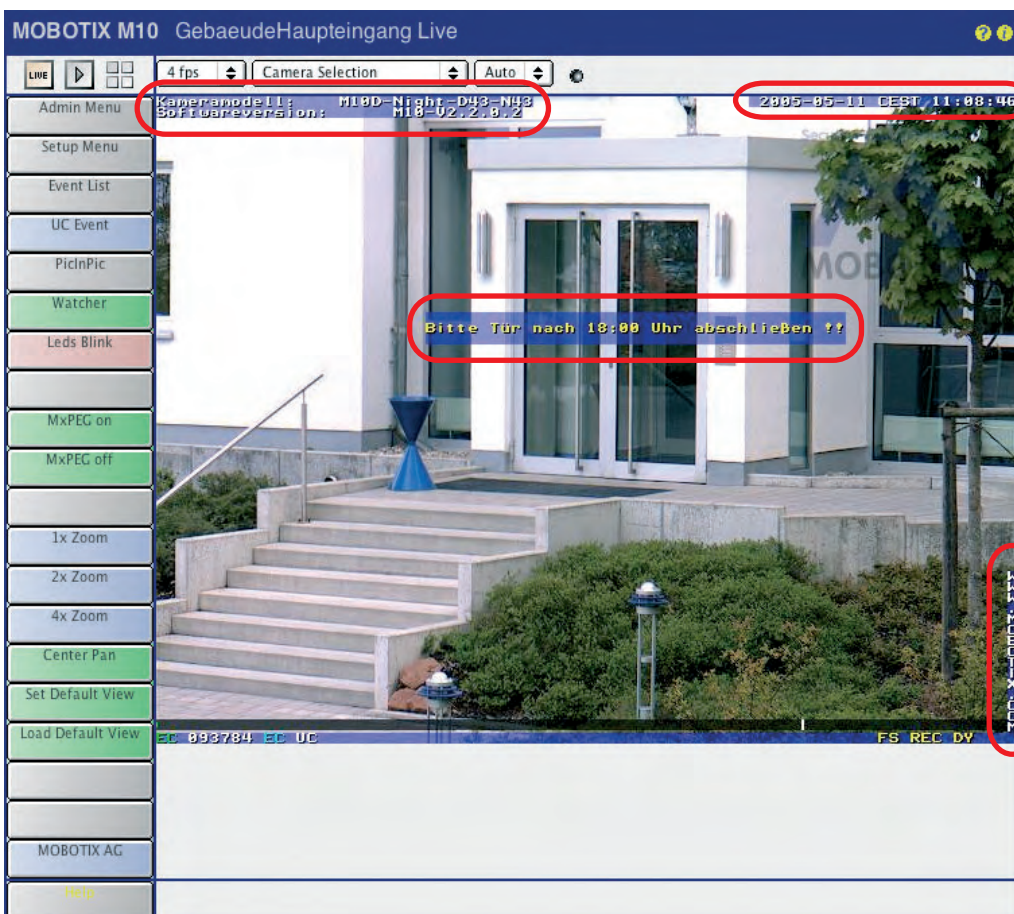 MOBOTIX M10 GebaeudeHaupteingang Live
LIVE
4 fps
Camera Selection
Auto
Kameramodell: M10D-Night-D43-N43
Softwareversion: M10-V2.2.0.2
2005-05-11 CEST 11:08:46
Admin Menu
Setup Menu
Event List
UC Event
PicInPic
Watcher
Leds Blink
MxPEG on
MxPEG off
1x Zoom
2x Zoom
4x Zoom
Center Pan
Set Default View
Load Default View
MOBOTIX AG
Help
Bitte Tür nach 18:00 Uhr abschließen !!
WWW.MOBOTIX.COM
EC 093784 EC UC
FS REC DY